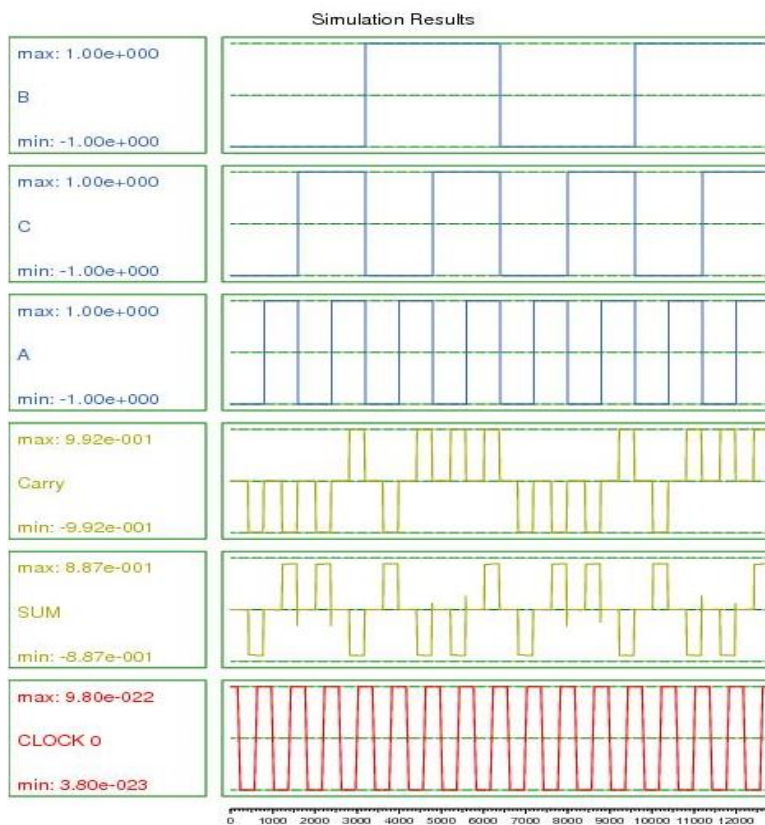 Simulation Results
max: 1.00e+000
B
min: -1.00e+000
max: 1.00e+000
C
min: -1.00e+000
max: 1.00e+000
A
min: -1.00e+000
max: 9.92e-001
Carry
min: -9.92e-001
max: 8.87e-001
SUM
min: -8.87e-001
max: 9.80e-022
CLOCK 0
min: 3.80e-023
0 1000 2000 3000 4000 5000 6000 7000 8000 9000 10000 11000 12000